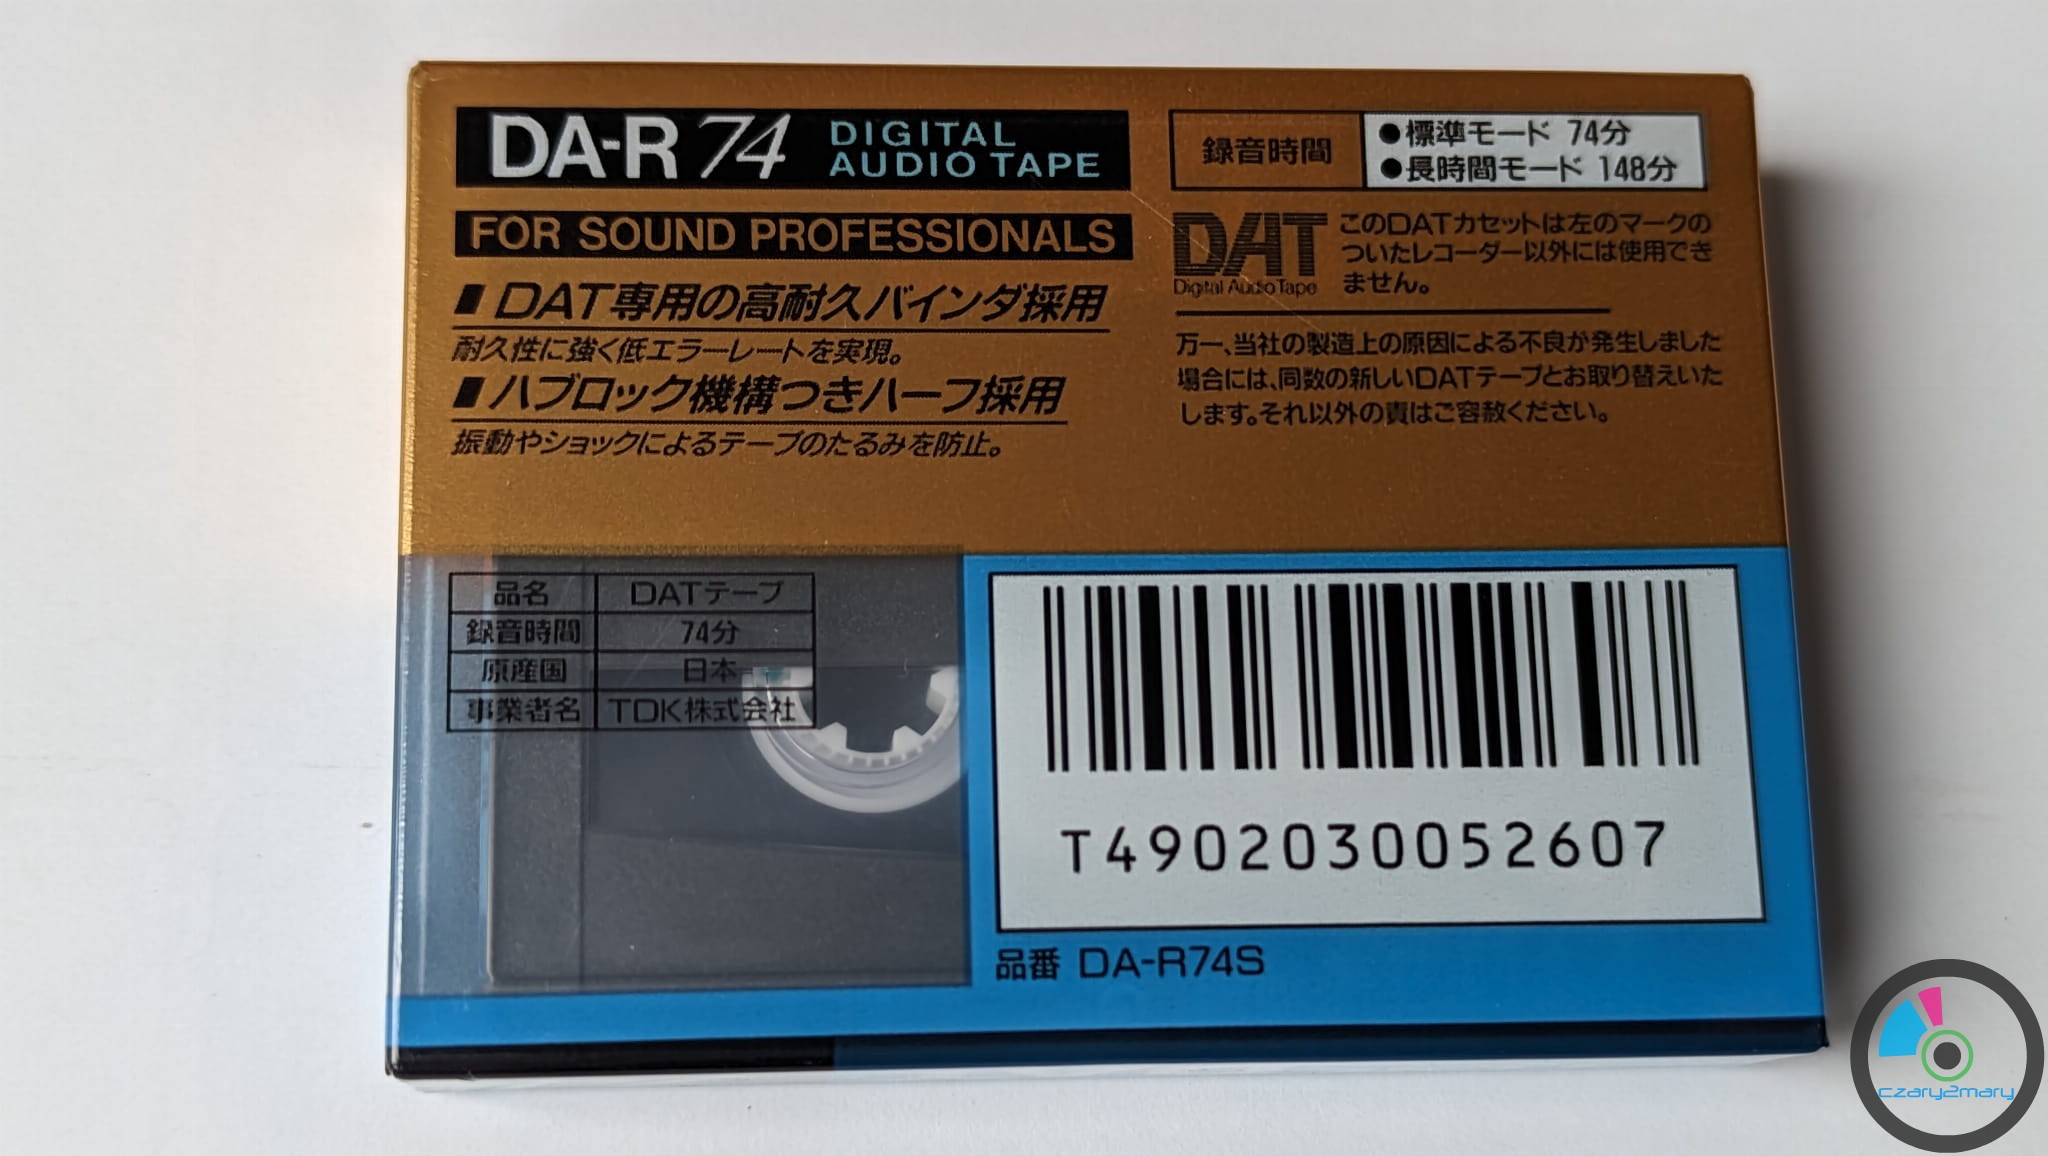 DA-R 74 DIGITAL
AUDIO TAPE
FOR SOUND PROFESSIONALS
■DAT専用の高耐久バインダ採用
耐久性に強く低エラーレートを実現。
■ハブロック機構つきハーフ採用
振動やショックによるテープのたるみを防止。
録音時間
●標準モード 74分
●長時間モード 148分
DAT
Digital Audio Tape
このDATカセットは左のマークの
ついたレコーダー以外には使用でき
ません。
万一、当社の製造上の原因による不良が発生しました
場合には、同数の新しいDATテープとお取り替えいた
します。それ以外の責はご容赦ください。
品名 DATテープ
録音時間 74分
原産国 日本
事業者名 TDK株式会社
T4902030052607
品番 DA-R74S
czary2mary